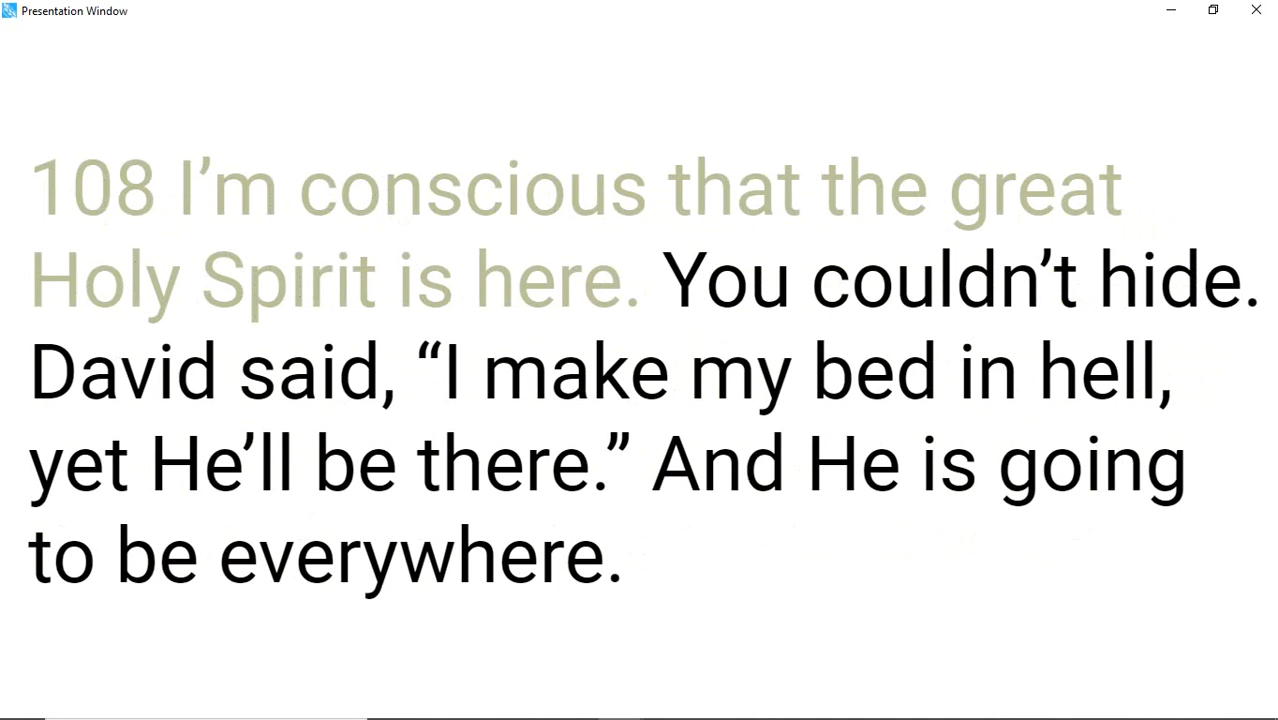 Presentation Window
108 I’m conscious that the great
Holy Spirit is here. You couldn’t hide.
David said, “I make my bed in hell,
yet He’ll be there.” And He is going
to be everywhere.